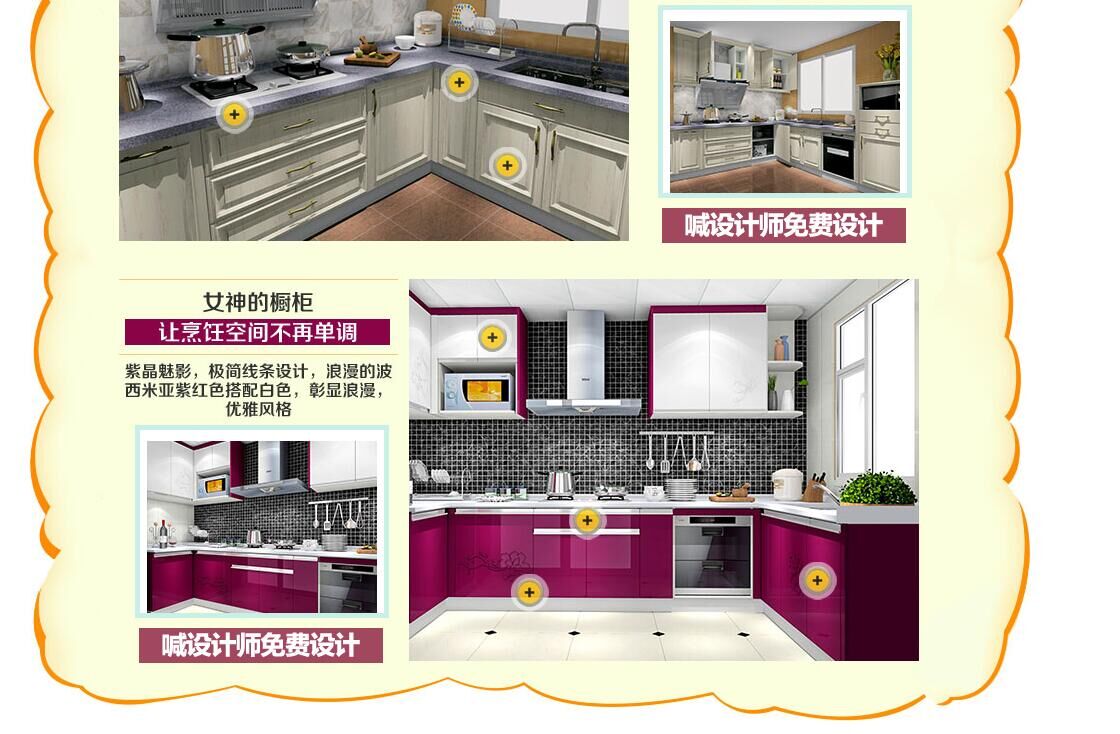 喊设计师免费设计
女神的橱柜
让烹饪空间不再单调
紫晶魅影，极简线条设计，浪漫的波
西米亚紫红色搭配白色，彰显浪漫，
优雅风格
喊设计师免费设计